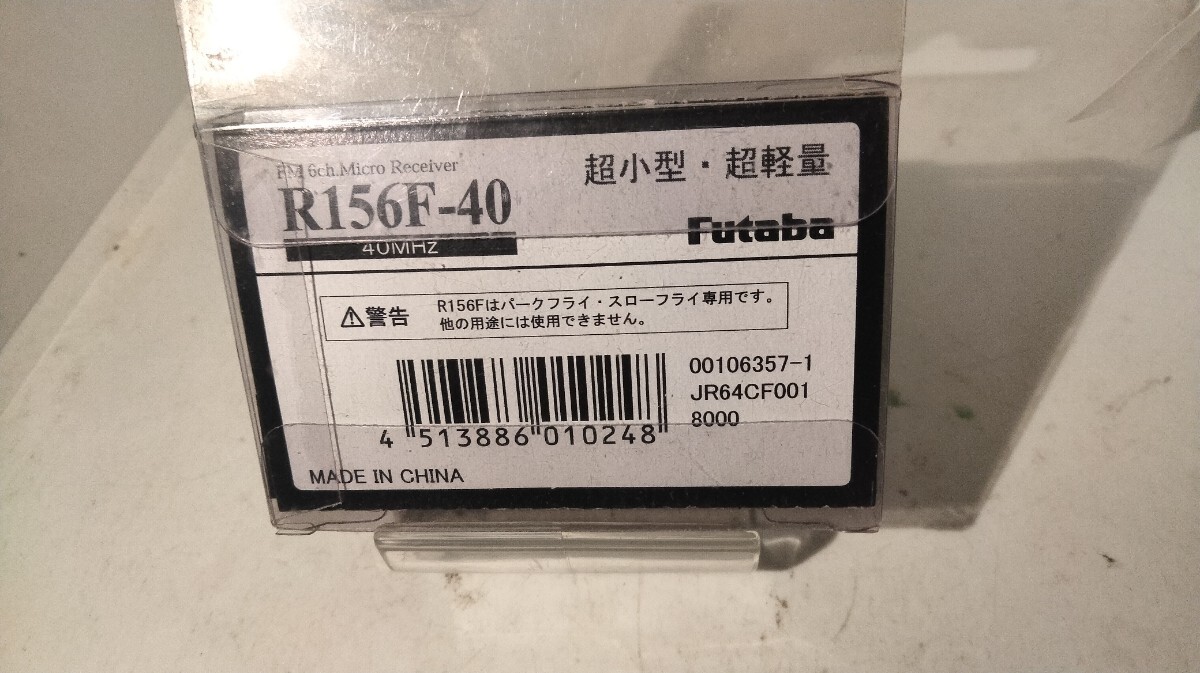 FM 6ch.Micro Receiver
R156F-40
40MHz
超小型・超軽量
Futaba
警告
R156Fはパークフライ・スローフライ専用です。
他の用途には使用できません。
4 513886 010248
00106357-1
JR64CF001
8000
MADE IN CHINA